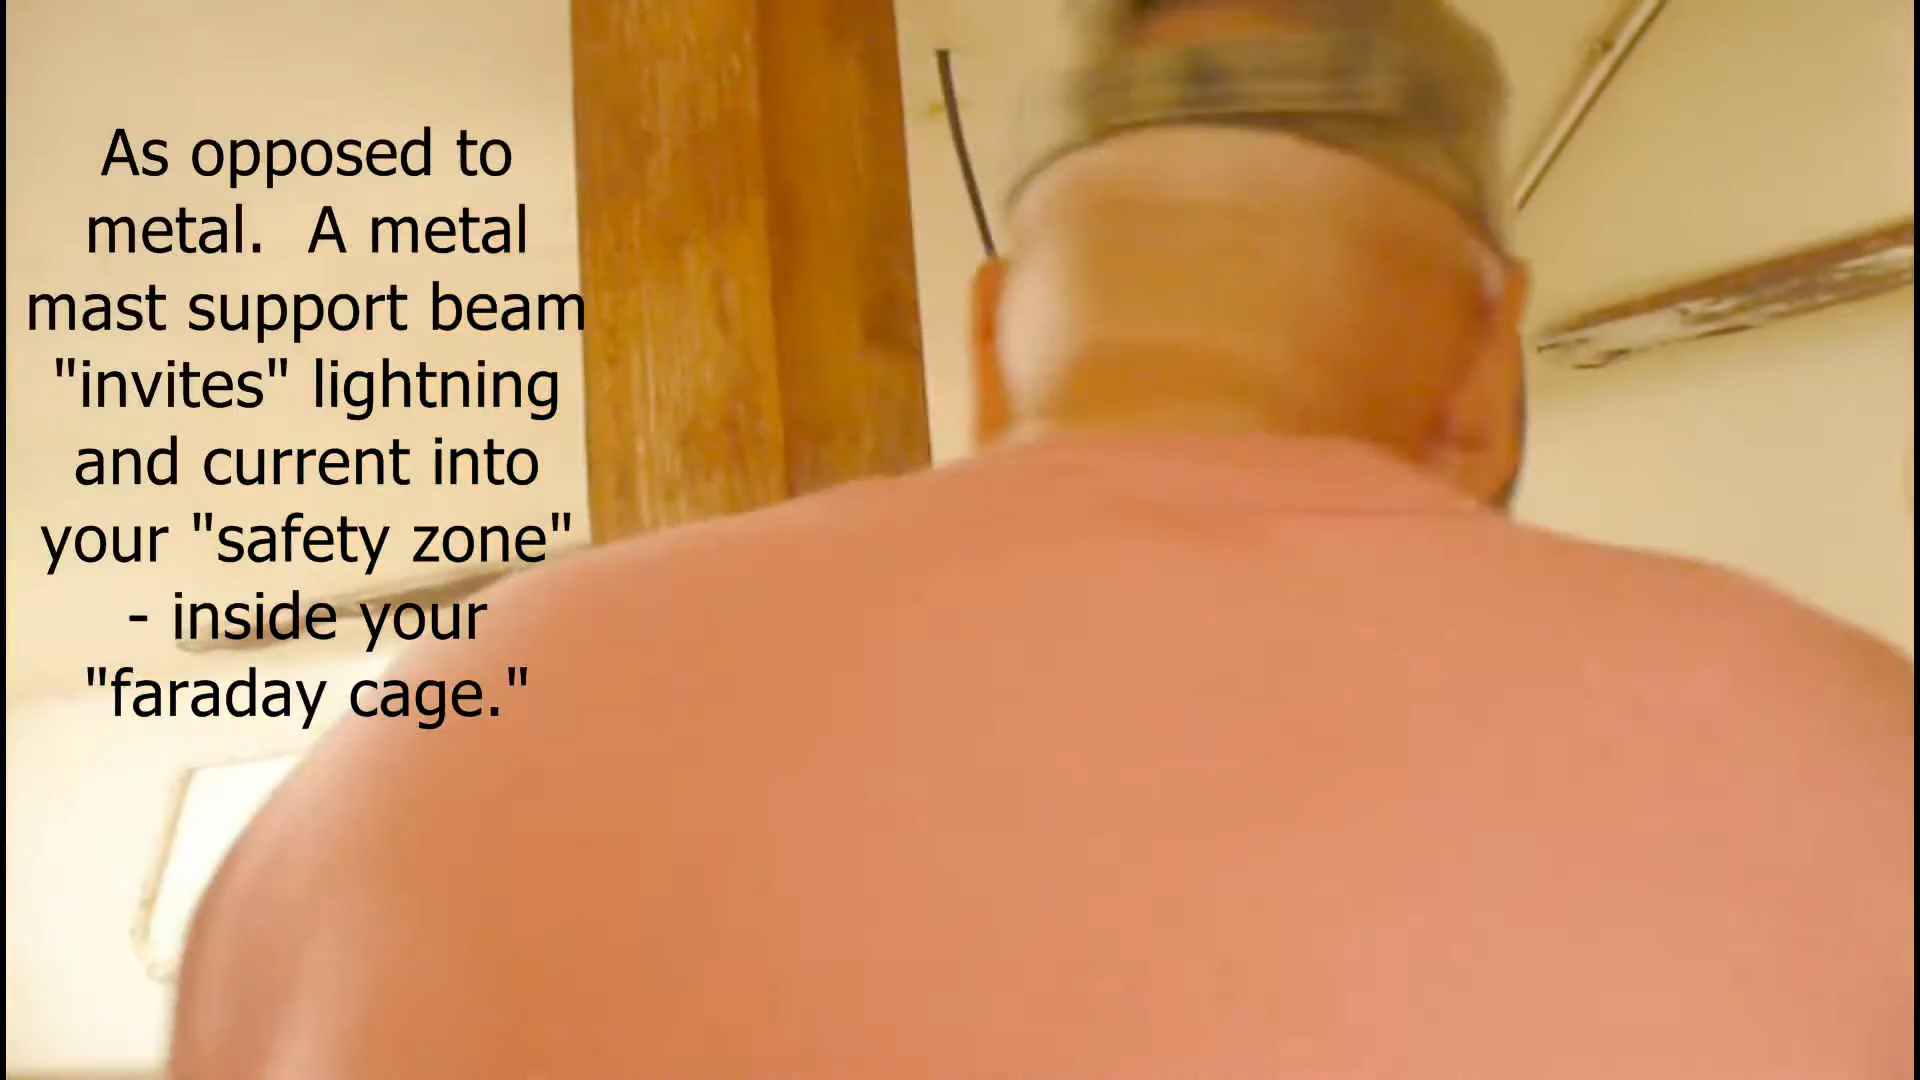 As opposed to
metal.  A metal
mast support beam
"invites" lightning
and current into
your "safety zone"
- inside your
"faraday cage."